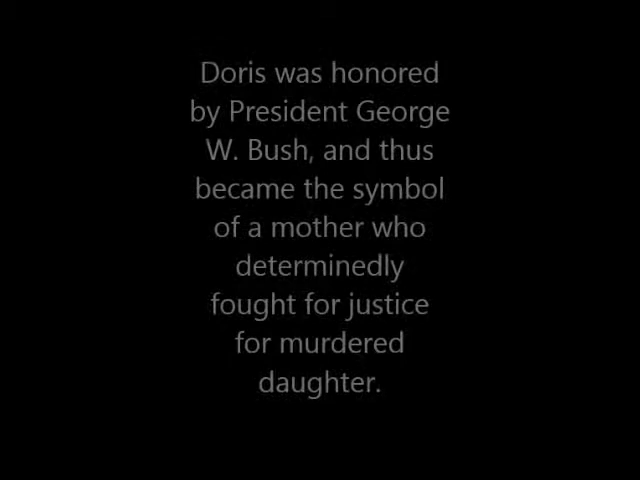 Doris was honored
by President George
W. Bush, and thus
became the symbol
of a mother who
determinedly
fought for justice
for murdered
daughter.